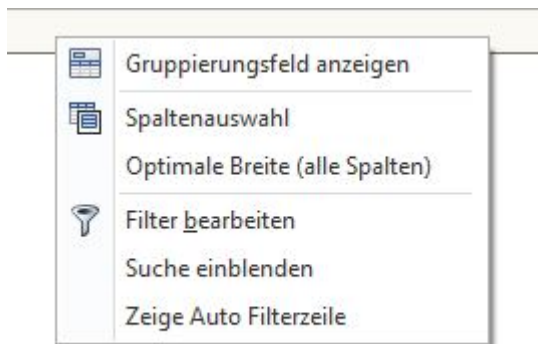 Gruppierungsfeld anzeigen
Spaltenauswahl
Optimale Breite (alle Spalten)
Filter bearbeiten
Suche einblenden
Zeige Auto Filterzeile